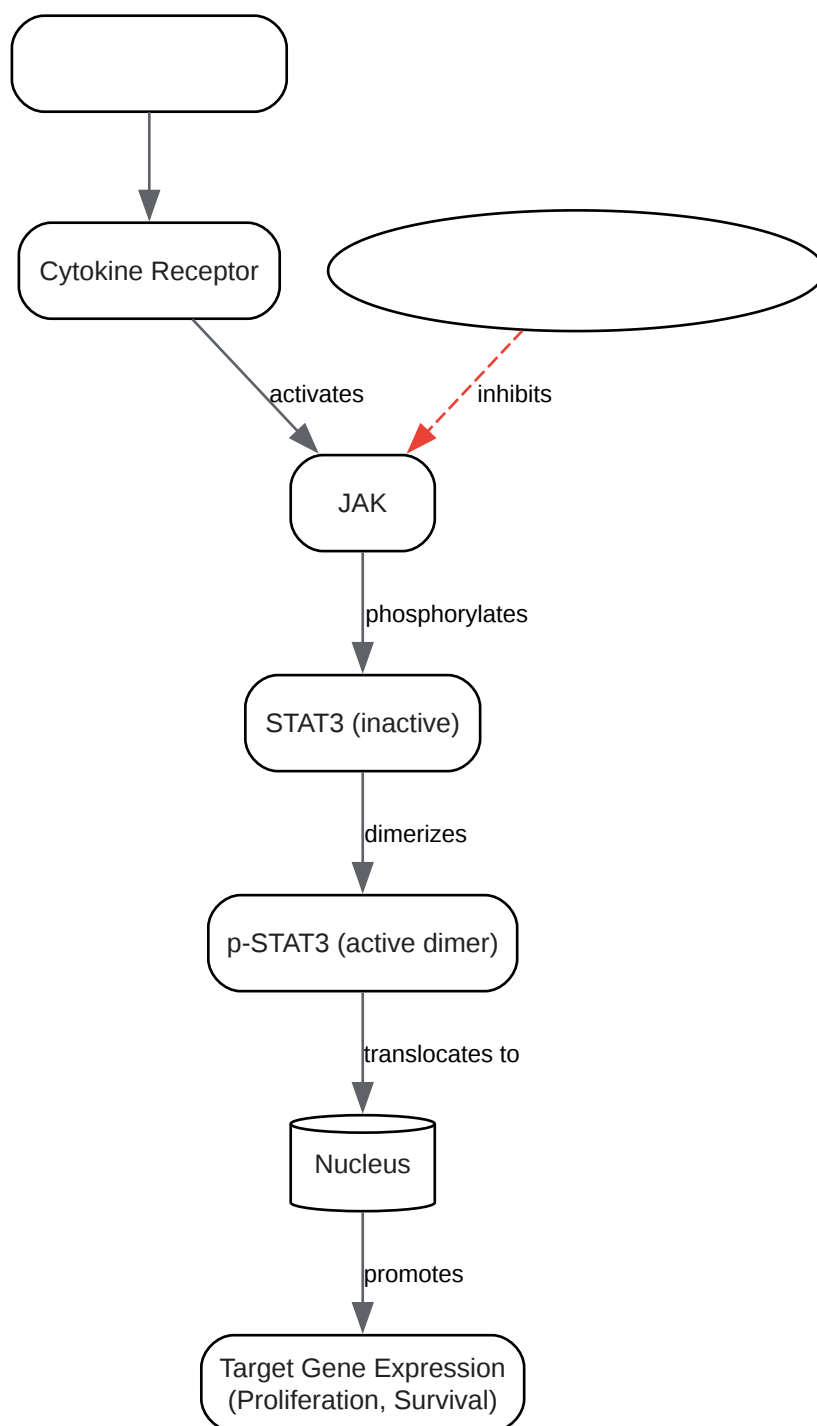 Cytokine Receptor
activates
inhibits
JAK
phosphorylates
STAT3 (inactive)
dimerizes
p-STAT3 (active dimer)
translocates to
Nucleus
promotes
Target Gene Expression
(Proliferation, Survival)